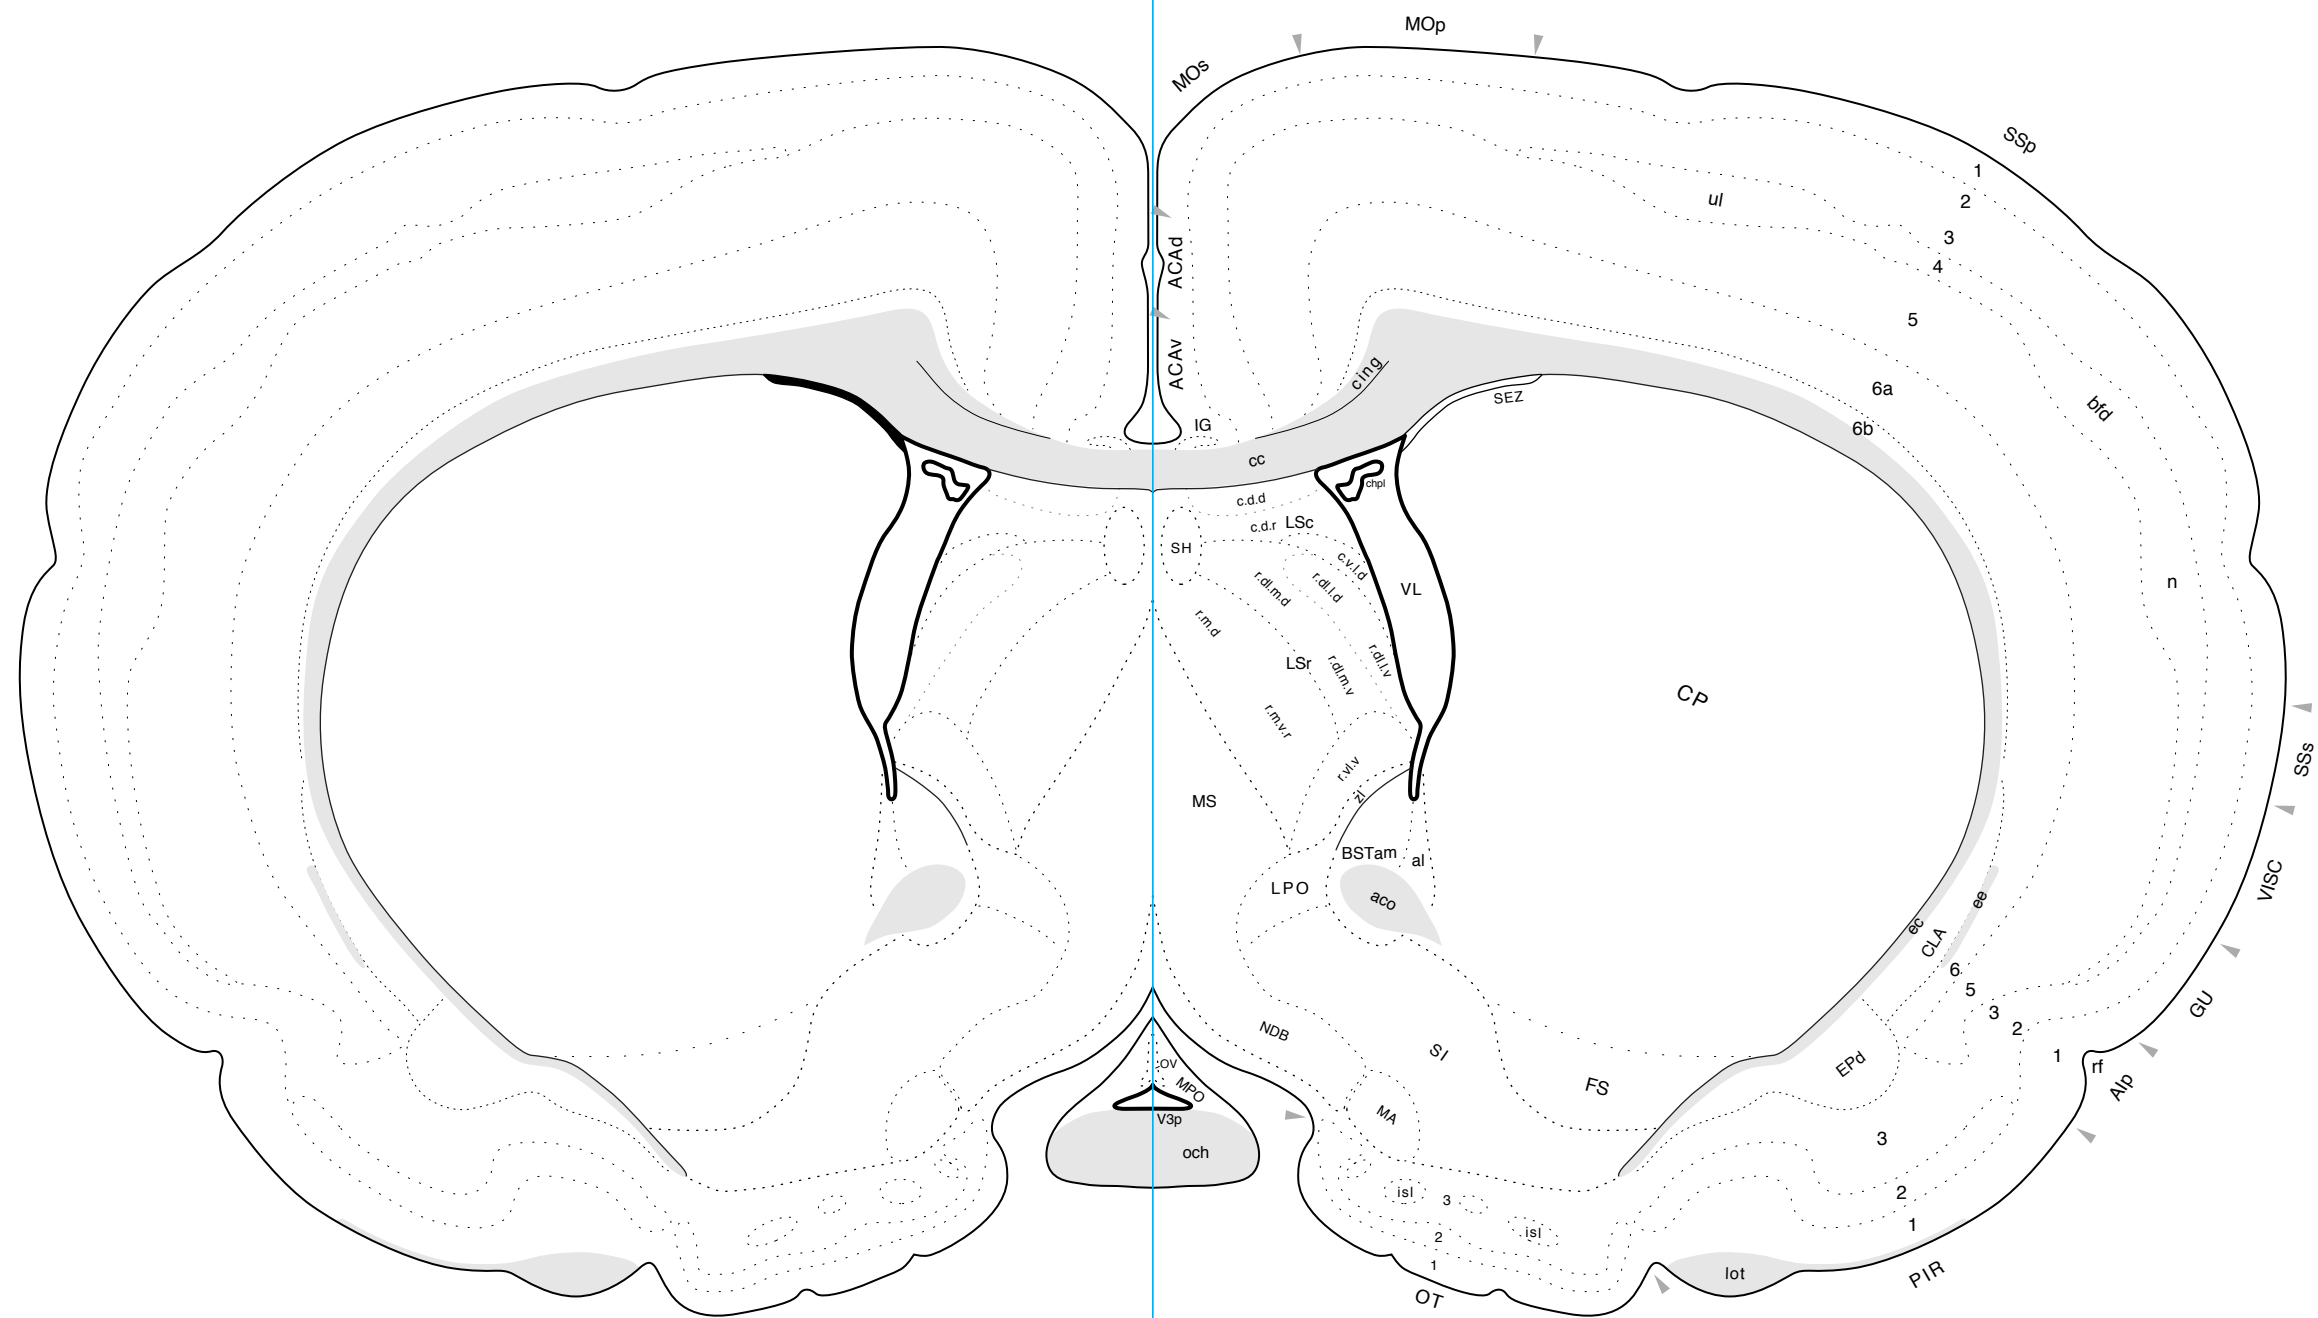 MOp
MOs
SSp
1
2
ul
3
ACAd
4
5
ACAv
cing
6a
SEZ
bfd
IG
6b
cc
chpl
c.d.d
c.d.r
LSc
SH
c.v.l.d
r.dl.m.d
r.dl.l.d
VL
n
r.m.d
LSr
r.dl.m.v
r.dl.l.v
CP
r.m.v.r
SSs
r.vl.v
zl
MS
BSTam
al
LPO
aco
VISC
ee
ec
CLA
6
5
GU
3
2
NDB
SI
1
rf
OV
EPd
MPO
FS
AIp
MA
V3p
3
och
isl
3
2
1
isl
2
1
lot
PIR
OT